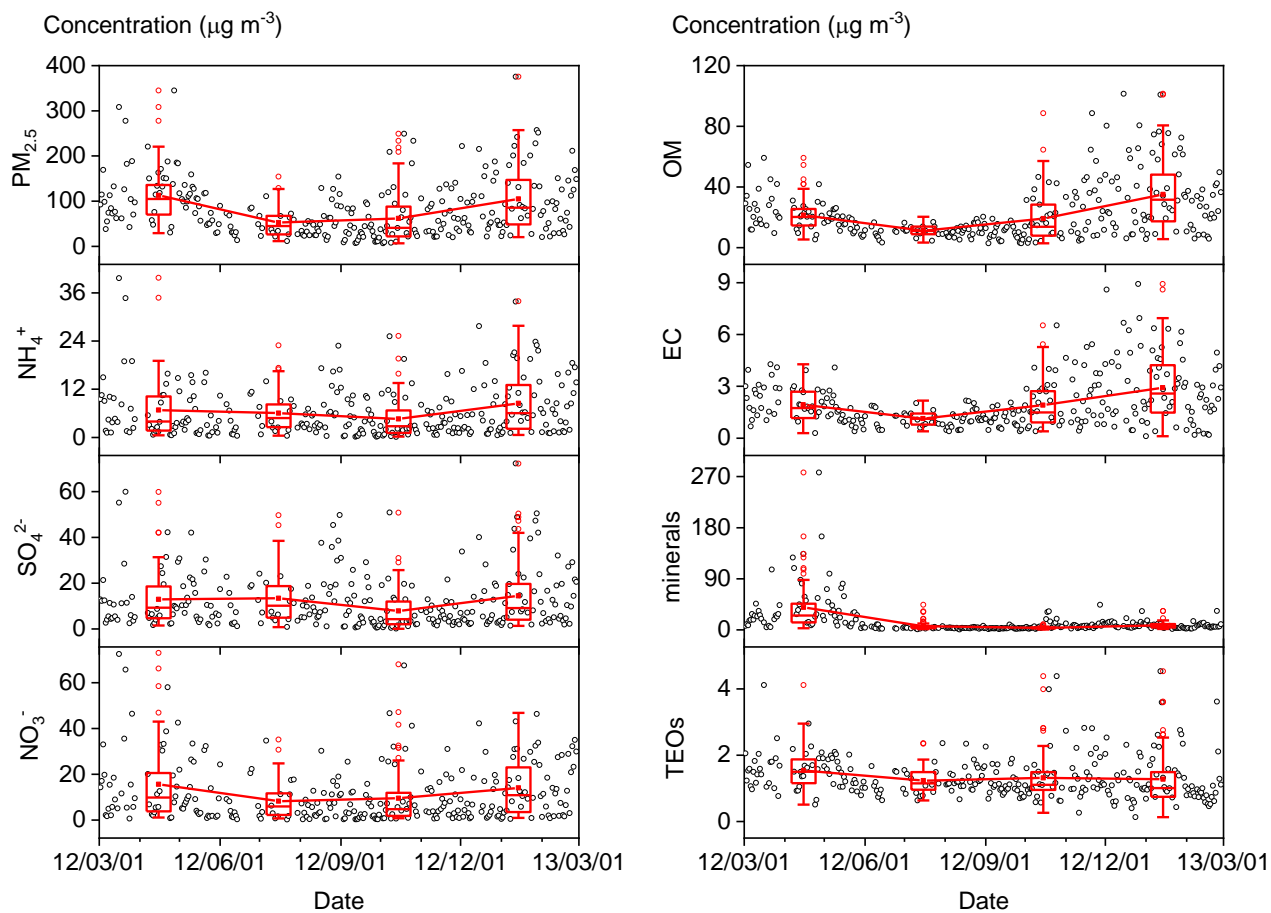 Concentration (μg m⁻³)
PM₂.₅
400
300
200
100
0
NH₄⁺
36
24
12
0
SO₄²⁻
60
40
20
0
NO₃⁻
60
40
20
0
12/03/01 12/06/01 12/09/01 12/12/01 13/03/01
Date
Concentration (μg m⁻³)
OM
120
80
40
0
EC
9
6
3
0
minerals
270
180
90
0
TEOs
4
2
0
12/03/01 12/06/01 12/09/01 12/12/01 13/03/01
Date